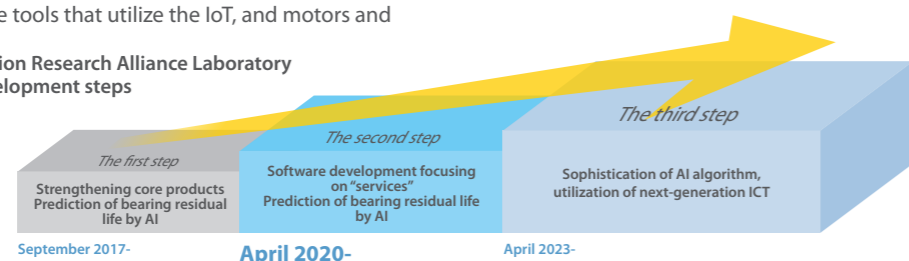 e tools that utilize the IoT, and motors and
ion Research Alliance Laboratory
elopment steps
The first step
Strengthening core products
Prediction of bearing residual
life by AI
September 2017-
The second step
Software development focusing
on “services”
Prediction of bearing residual life
by AI
April 2020-
The third step
Sophistication of AI algorithm,
utilization of next-generation ICT
April 2023-